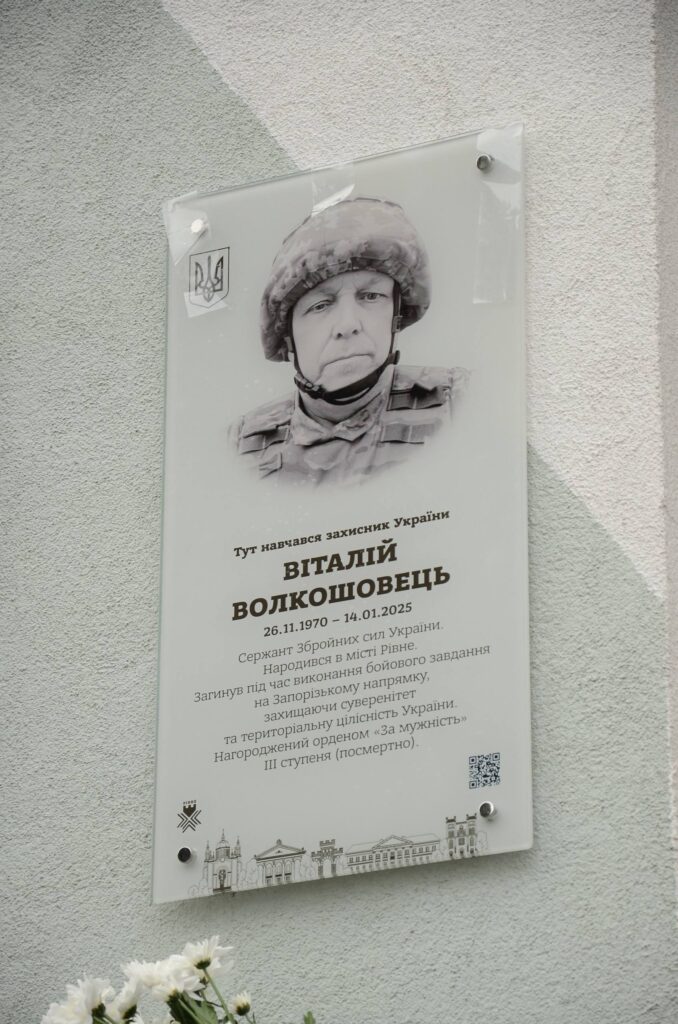 Тут навчався захисник України
ВІТАЛІЙ
ВОЛКОШОВЕЦЬ
26.11.1970 – 14.01.2025
Сержант Збройних сил України.
Народився в місті Рівне.
Загинув під час виконання бойового завдання
на Запорізькому напрямку,
захищаючи суверенітет
та територіальну цілісність України.
Нагороджений орденом «За мужність»
ІІІ ступеня (посмертно).
РІВНЕ